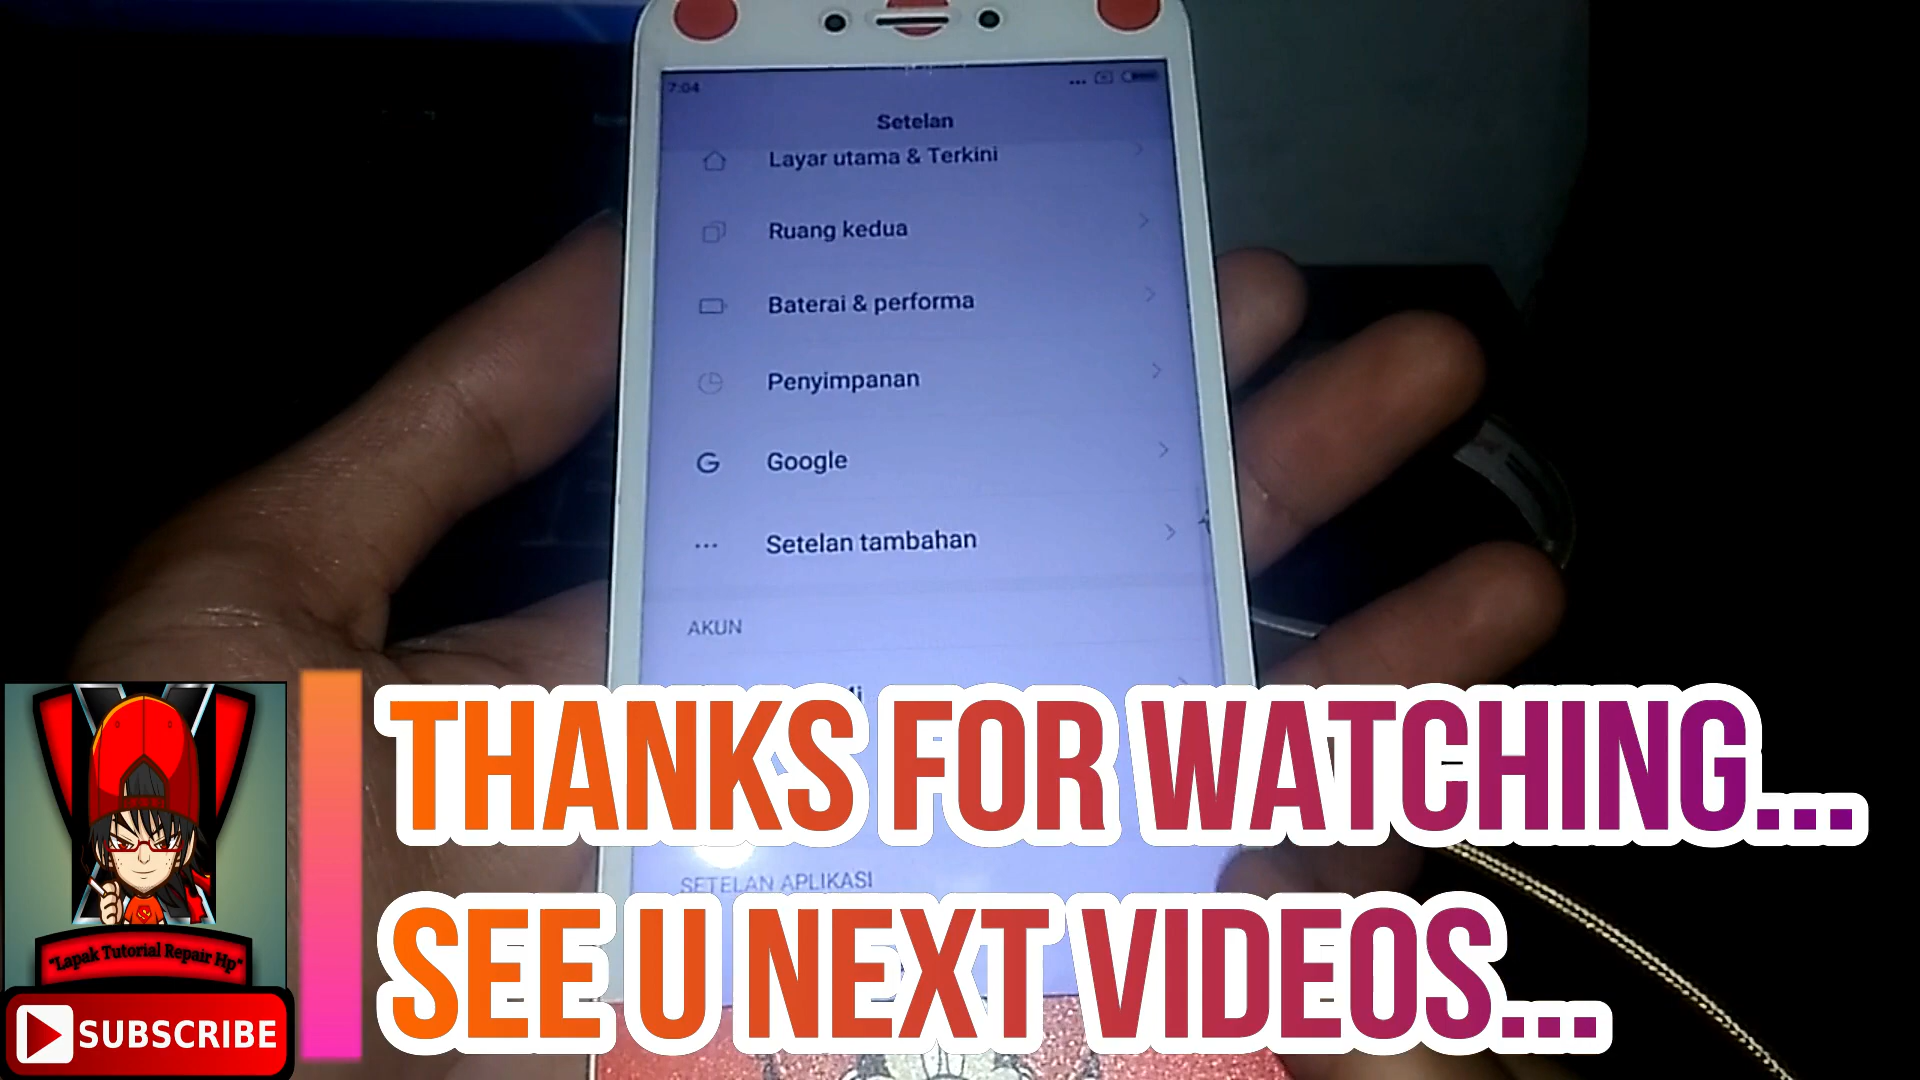 7:04
Setelan
Layar utama & Terkini
Ruang kedua
Baterai & performa
Penyimpanan
Google
Setelan tambahan
AKUN
THANKS FOR WATCHING...
SETELAN APLIKASI
SEE U NEXT VIDEOS...
"Lapak Tutorial Repair Hp"
SUBSCRIBE